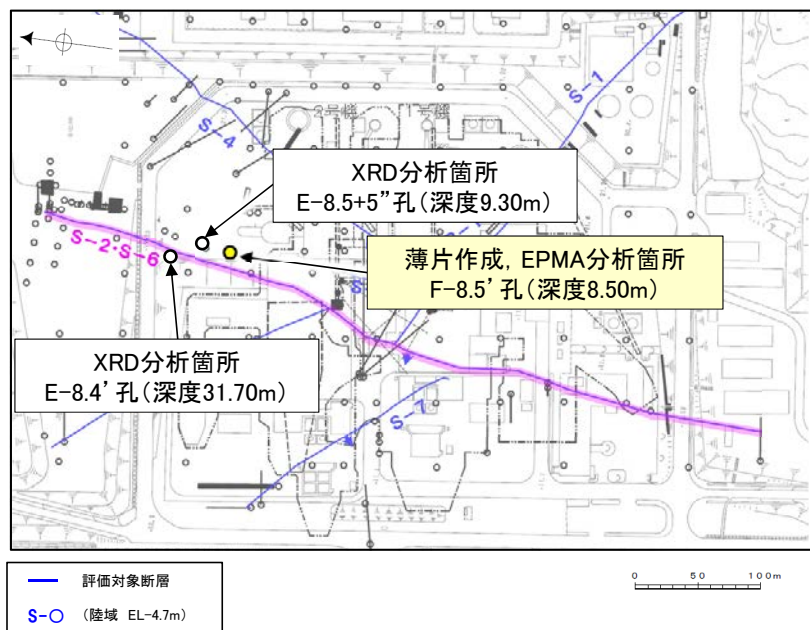 S-1
S-4
XRD分析箇所
E-8.5+5”孔(深度9.30m)
S-2・S-6
薄片作成, EPMA分析箇所
F-8.5’孔(深度8.50m)
XRD分析箇所
E-8.4’孔(深度31.70m)
S-7
評価対象断層
S-○ (陸域 EL-4.7m)
0 50 100m